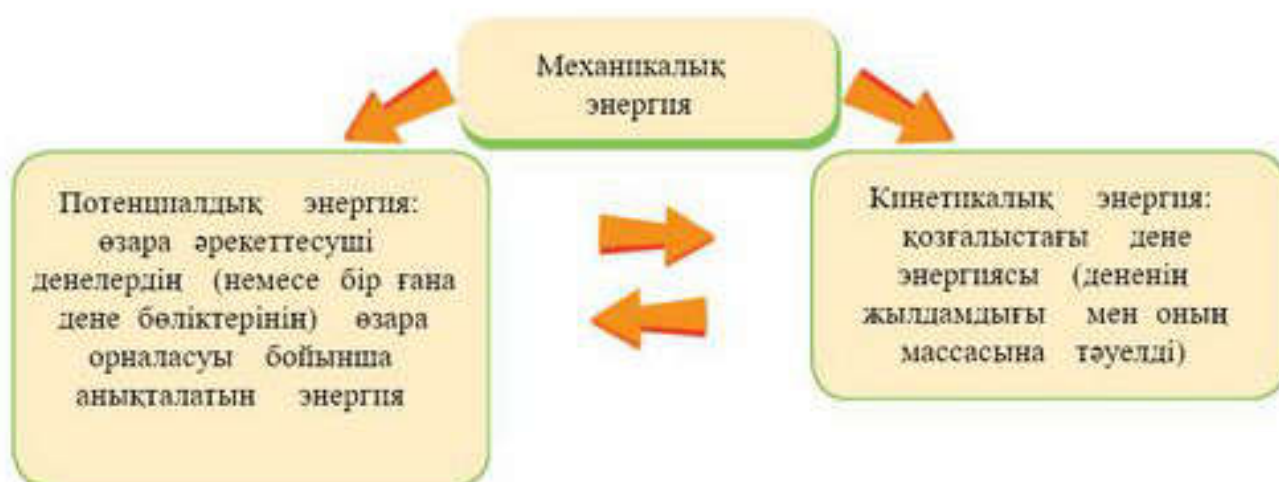 Механикалық
энергия
Потенциалдық энергия:
өзара әрекеттесуші
денелердің (немесе бір ғана
дене бөліктерінің) өзара
орналасуы бойынша
анықталатын энергия
Кинетикалық энергия:
қозғалыстағы дене
энергиясы (дененің
жылдамдығы мен оның
массасына тәуелді)